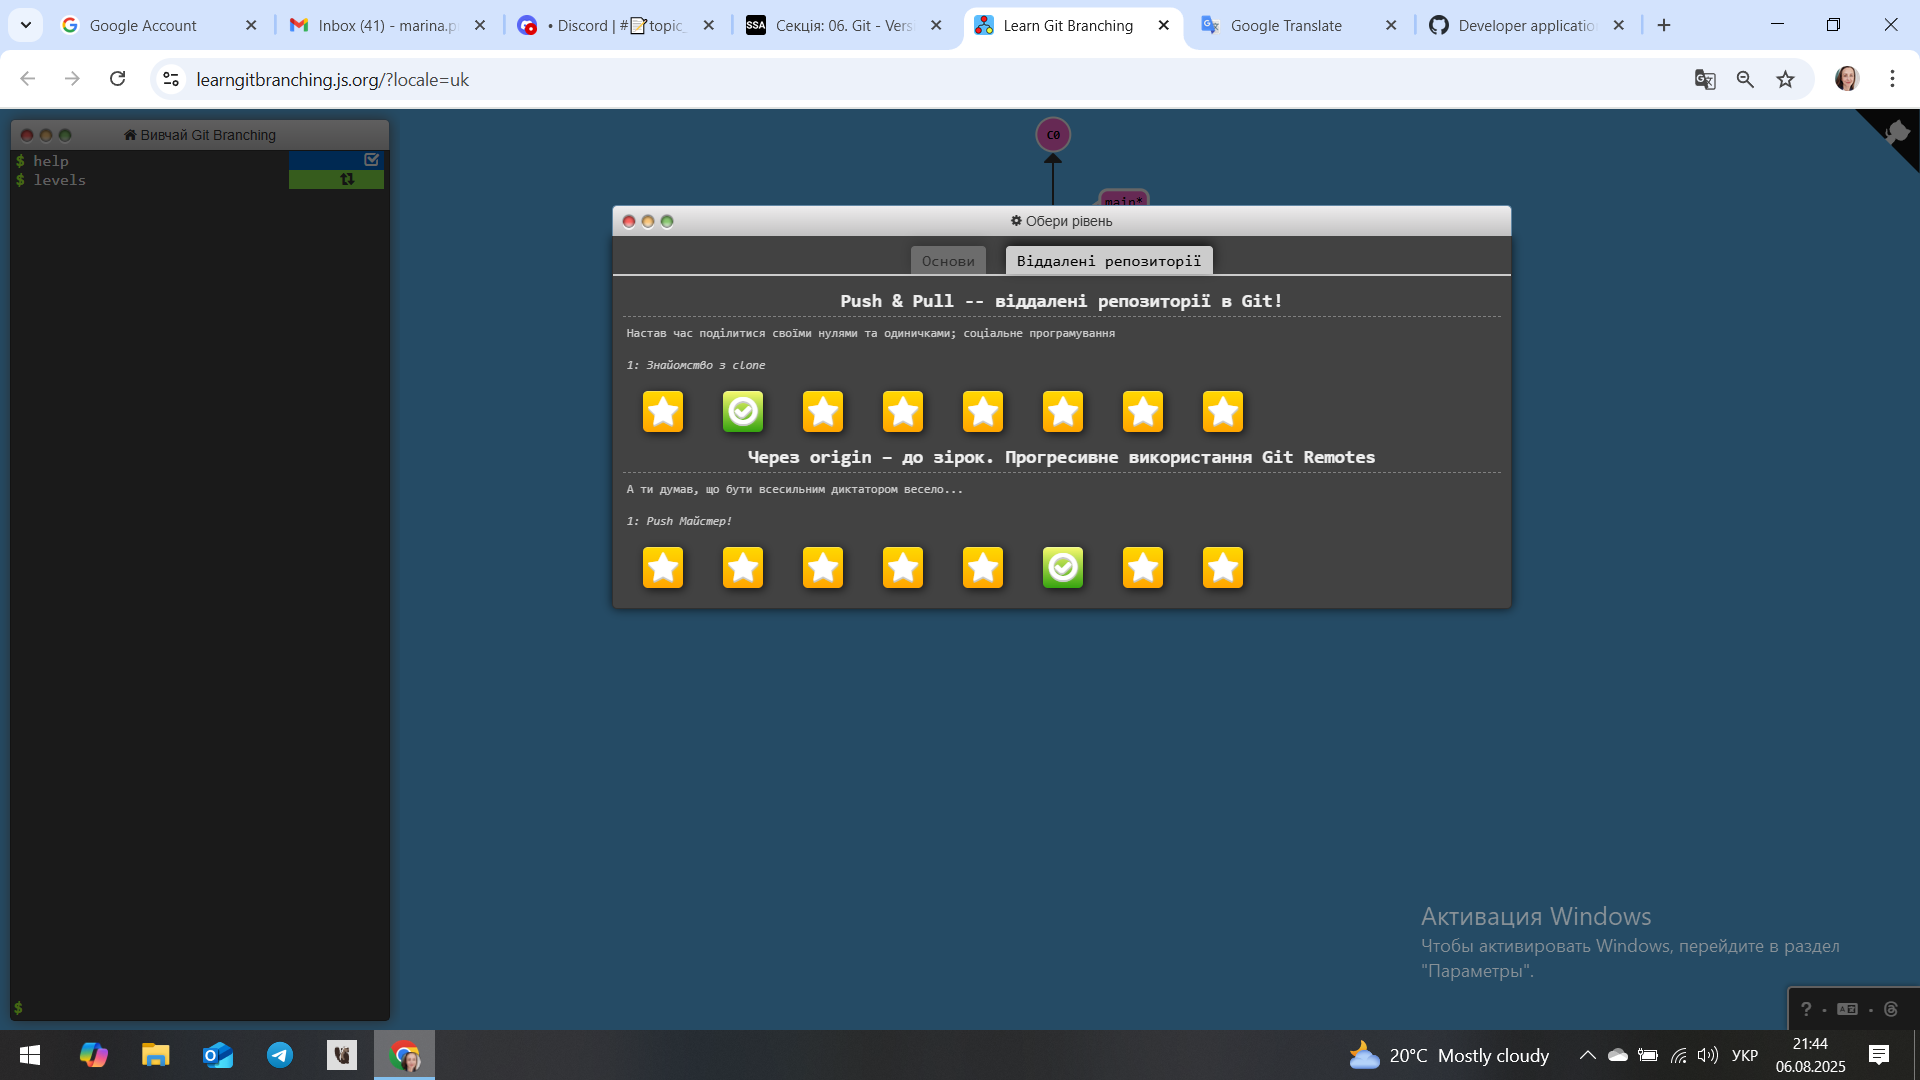 Google Account
Inbox (41) - marina.p
• Discord | #📝topic_
SSA
Секція: 06. Git - Vers
Learn Git Branching
Google Translate
Developer applicatio
learngitbranching.js.org/?locale=uk
Вивчай Git Branching
$ help
$ levels
$
C0
main*
Обери рівень
Основи
Віддалені репозиторії
Push & Pull -- віддалені репозиторії в Git!
Настав час поділитися своїми нулями та одиничками; соціальне програмування
1: Знайомство з clone
Через origin – до зірок. Прогресивне використання Git Remotes
А ти думав, що бути всесильним диктатором весело...
1: Push Майстер!
Активация Windows
Чтобы активировать Windows, перейдите в раздел
"Параметры".
20°C Mostly cloudy
УКР
21:44
06.08.2025